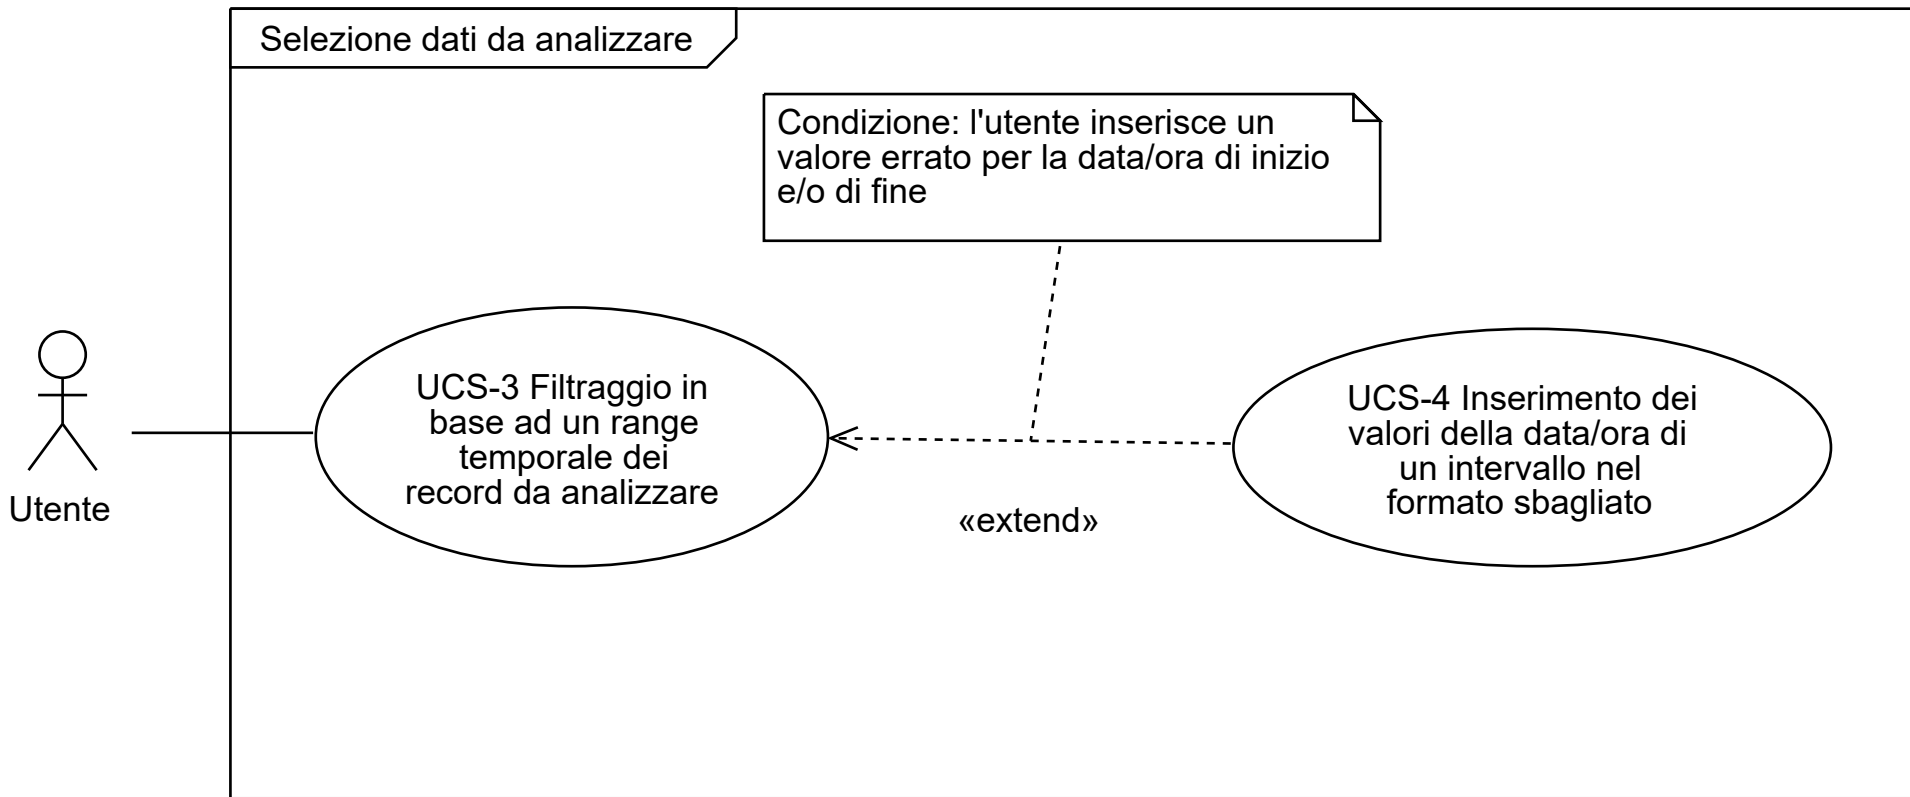 Selezione dati da analizzare
Condizione: l'utente inserisce un
valore errato per la data/ora di inizio
e/o di fine
UCS-3 Filtraggio in
base ad un range
temporale dei
record da analizzare
UCS-4 Inserimento dei
valori della data/ora di
un intervallo nel
formato sbagliato
Utente
«extend»